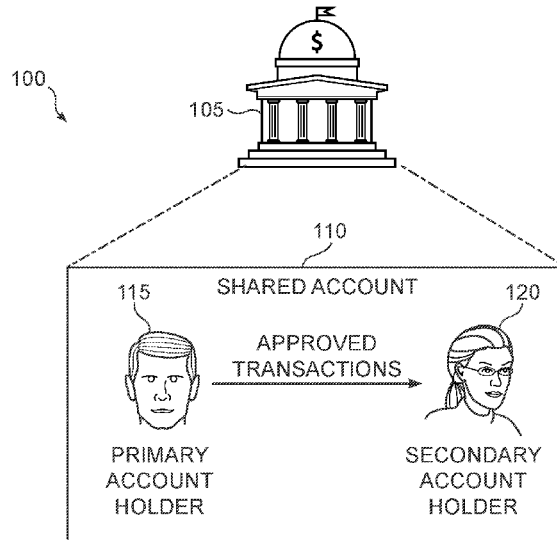 $
100
105
110
115
SHARED ACCOUNT
120
APPROVED
TRANSACTIONS
PRIMARY
ACCOUNT
HOLDER
SECONDARY
ACCOUNT
HOLDER